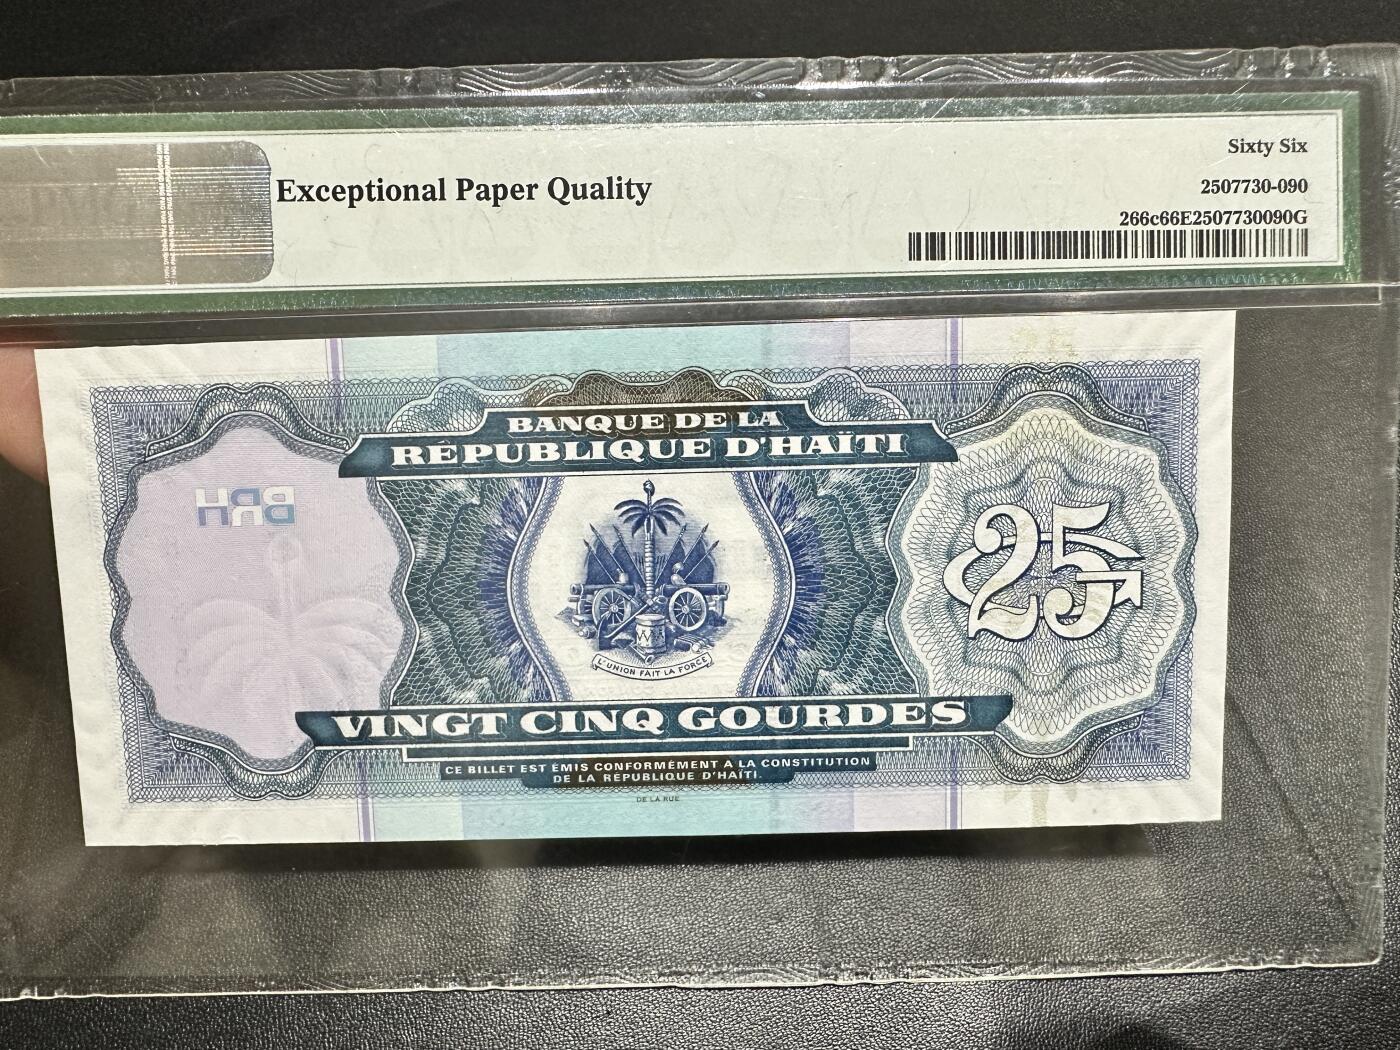 Sixty Six
Exceptional Paper Quality
2507730-090
266c66E2507730090G
BANQUE DE LA
RÉPUBLIQUE D'HAÏTI
BRH
25
L'UNION FAIT LA FORCE
VINGT CINQ GOURDES
CE BILLET EST ÉMIS CONFORMÉMENT A LA CONSTITUTION
DE LA RÉPUBLIQUE D'HAÏTI.
DE LA RUE